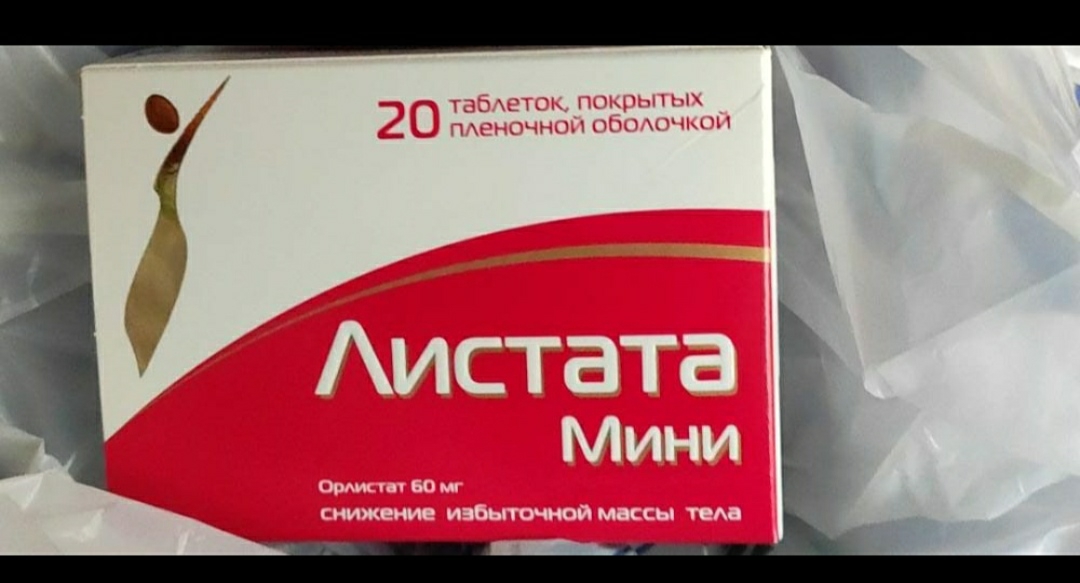 20 таблеток, покрытых
пленочной оболочкой
Листата
Мини
Орлистат 60 мг
снижение избыточной массы тела